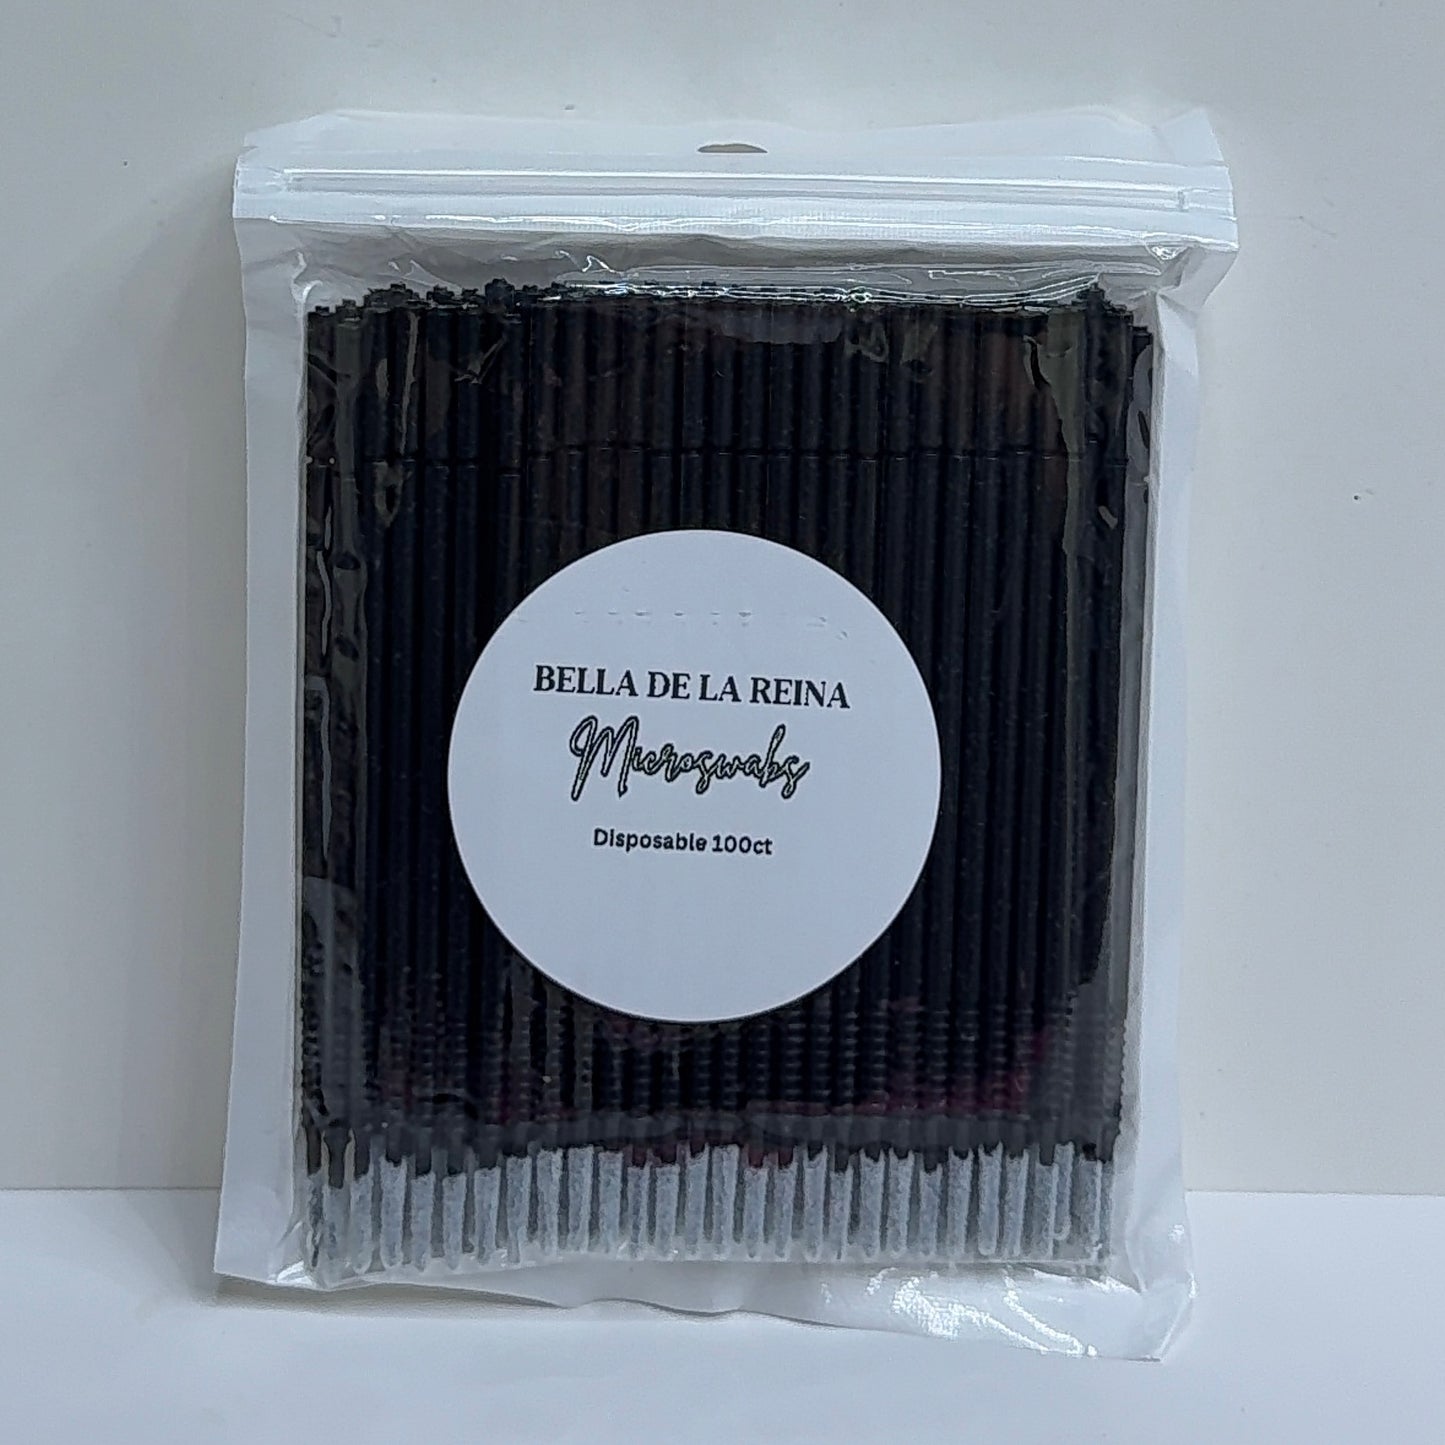 BELLA DE LA REINA
Microswabs
Disposable 100ct